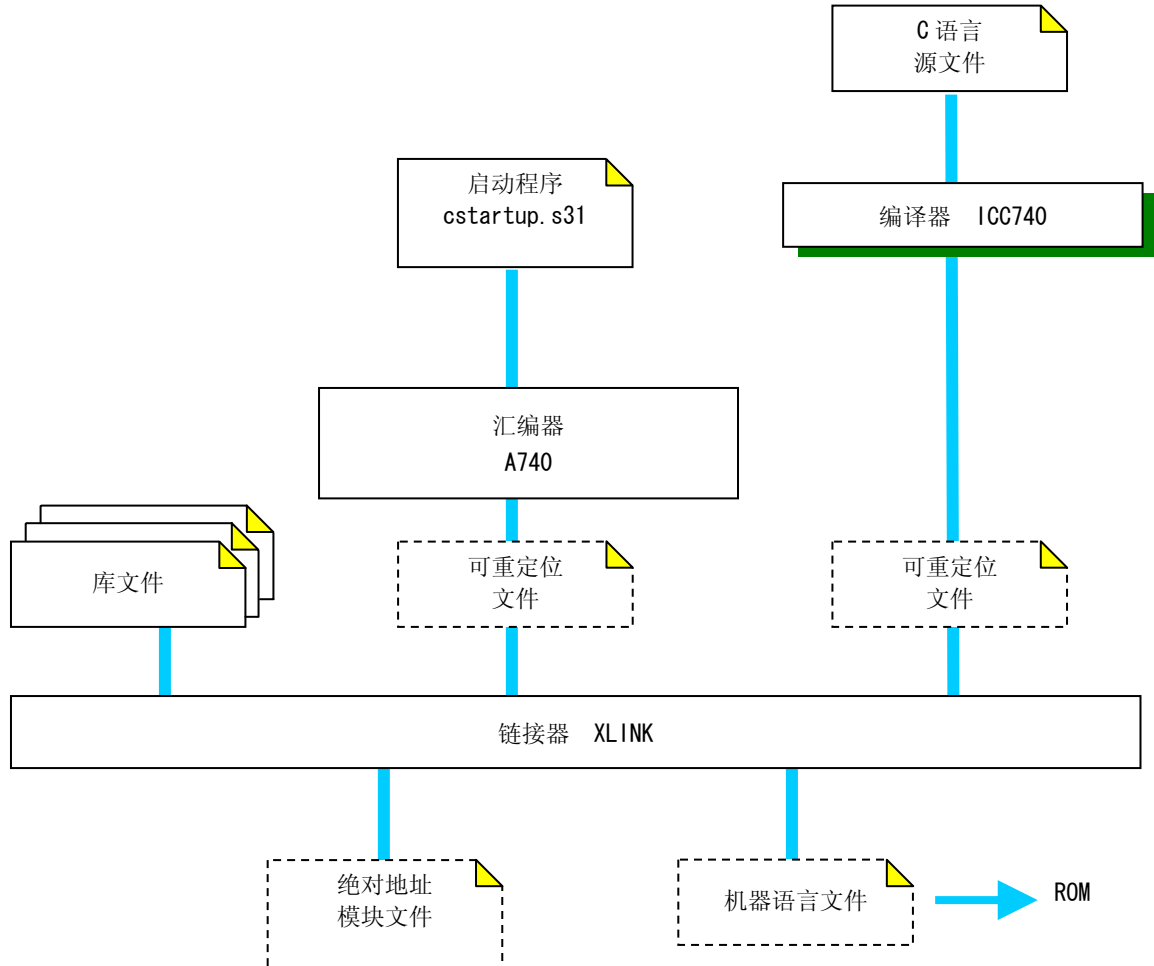 C 语言
源文件
启动程序
cstartup.s31
编译器 ICC740
汇编器
A740
库文件
可重定位
文件
可重定位
文件
链接器 XLINK
绝对地址
模块文件
机器语言文件
ROM